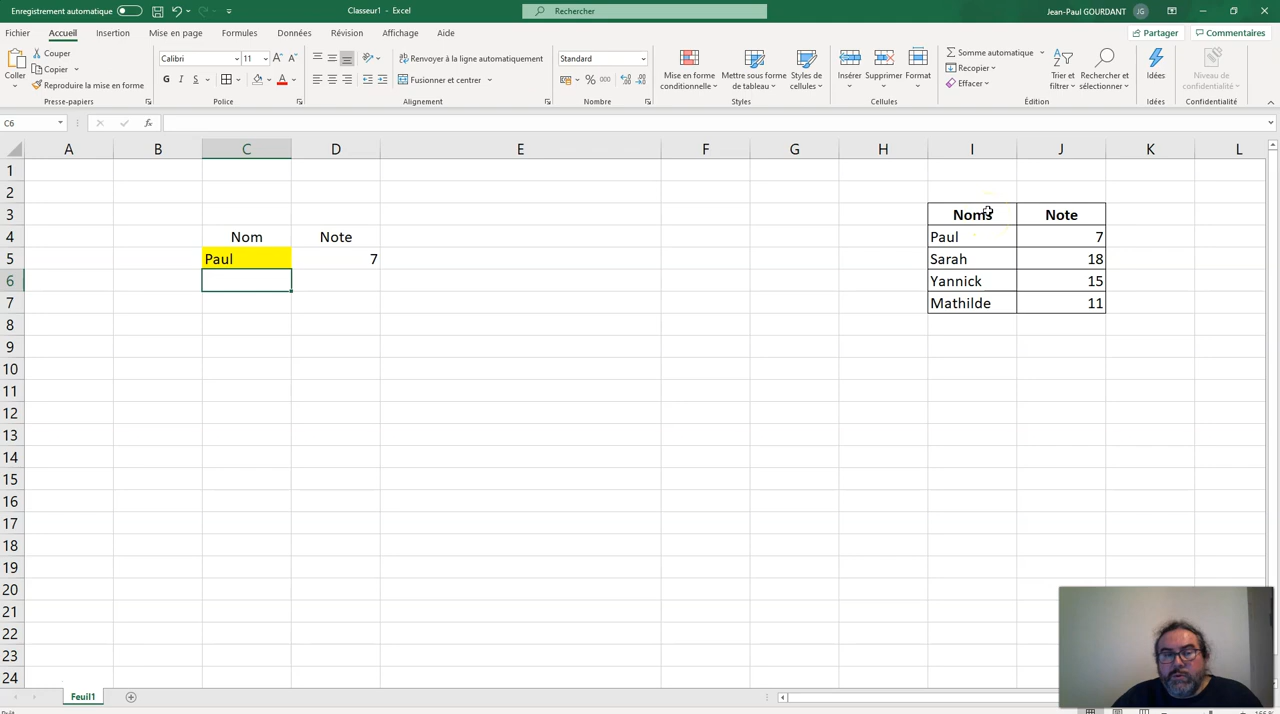 Enregistrement automatique
Classeur1 - Excel
Rechercher
Jean-Paul GOURDANT
JG
Fichier Accueil Insertion Mise en page Formules Données Révision Affichage Aide
Partager Commentaires
Coller
Couper
Copier
Reproduire la mise en forme
Presse-papiers
Calibri 11
G I S
Police
Renvoyer à la ligne automatiquement
Fusionner et centrer
Alignement
Standard
Nombre
Mise en forme conditionnelle
Mettre sous forme de tableau
Styles de cellules
Styles
Insérer Supprimer Format
Cellules
Somme automatique
Recopier
Effacer
Trier et filtrer
Rechercher et sélectionner
Édition
Idées
Idées
Niveau de confidentialité
Confidentialité
C6
A B C D E F G H I J K L
1
2
3 Noms Note
4 Nom Note Paul 7
5 Paul 7 Sarah 18
6 Yannick 15
7 Mathilde 11
8
9
10
11
12
13
14
15
16
17
18
19
20
21
22
23
24
Feuil1